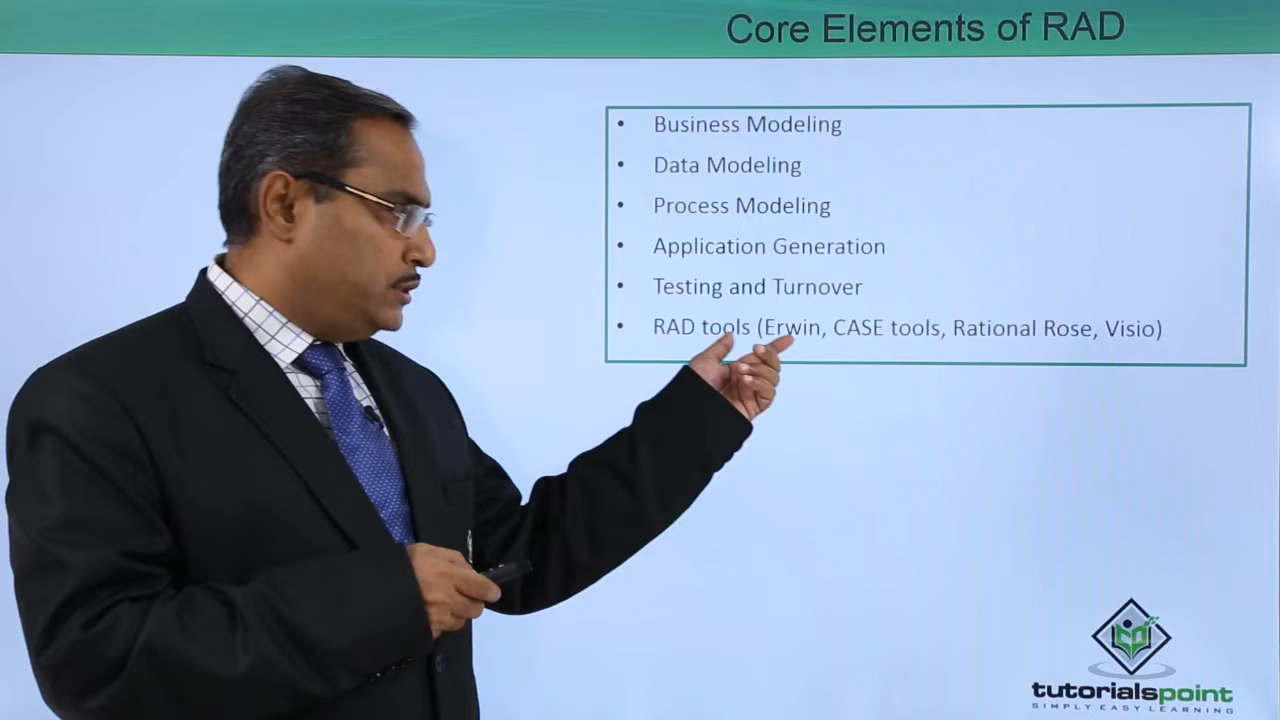 Core Elements of RAD
• Business Modeling
• Data Modeling
• Process Modeling
• Application Generation
• Testing and Turnover
• RAD tools (Erwin, CASE tools, Rational Rose, Visio)
tutorialspoint
SIMPLY EASY LEARNING